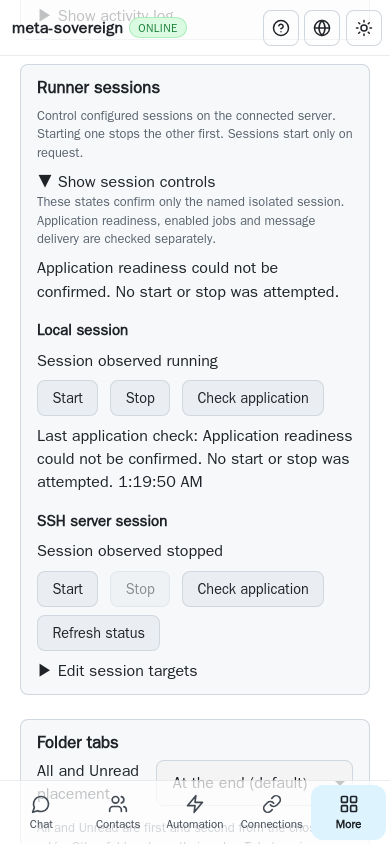 Show activity log
meta-sovereign ONLINE
Runner sessions
Control configured sessions on the connected server.
Starting one stops the other first. Sessions start only on
request.
Show session controls
These states confirm only the named isolated session.
Application readiness, enabled jobs and message
delivery are checked separately.
Application readiness could not be
confirmed. No start or stop was attempted.
Local session
Session observed running
Start Stop Check application
Last application check: Application readiness
could not be confirmed. No start or stop was
attempted. 1:19:50 AM
SSH server session
Session observed stopped
Start Stop Check application
Refresh status
Edit session targets
Folder tabs
All and Unread
placement
At the end (default)
Chat Contacts Automation Connections More